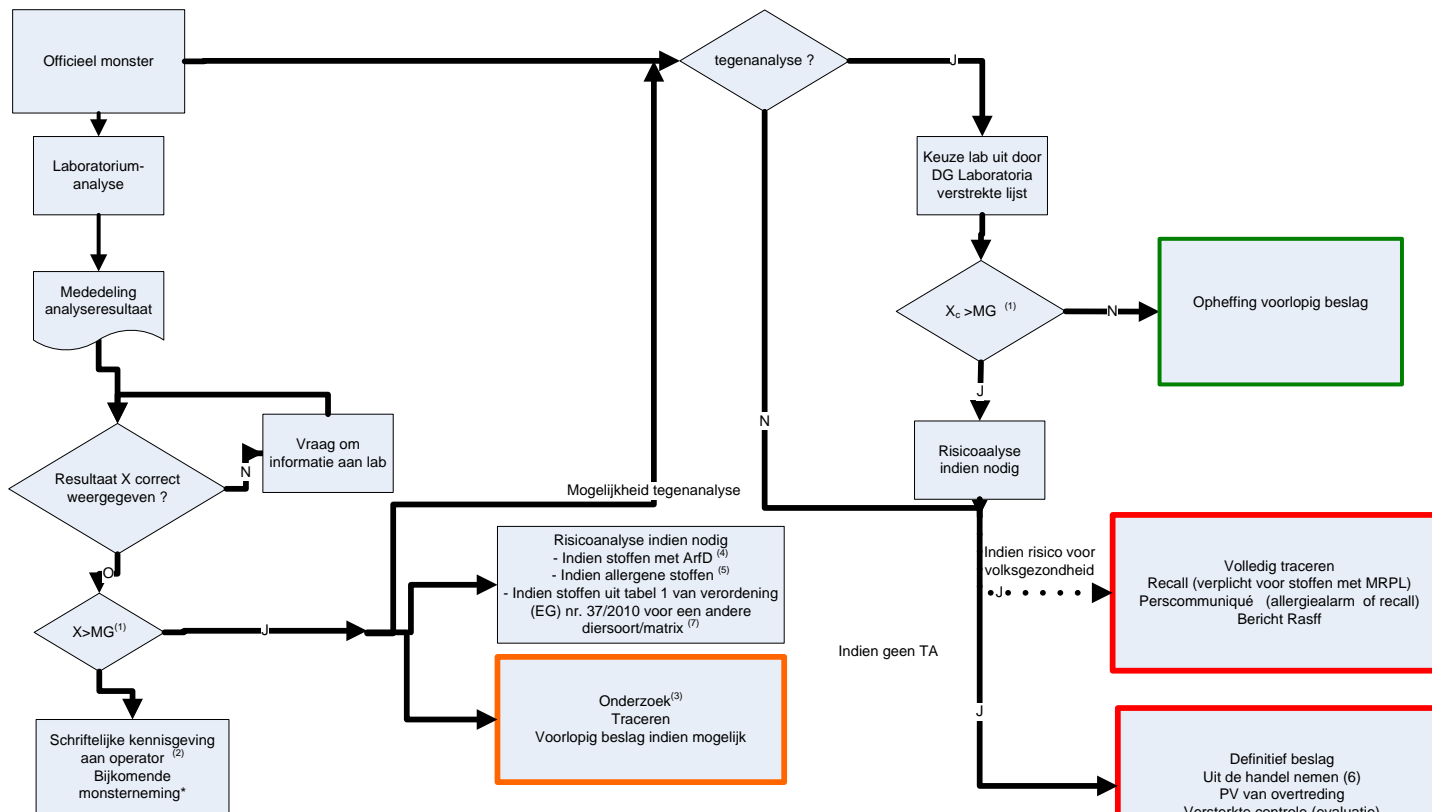 Officieel monster
tegenanalyse ?
J
Laboratorium-
analyse
Keuze lab uit door
DG Laboratoria
verstrekte lijst
Mededeling
analyseresultaat
Xc >MG (1)
N
Opheffing voorlopig beslag
J
N
Vraag om
informatie aan lab
N
Resultaat X correct
weergegeven ?
Risicoaalyse
indien nodig
Mogelijkheid tegenanalyse
O
Risicoanalyse indien nodig
- Indien stoffen met ArfD (4)
- Indien allergene stoffen (5)
- Indien stoffen uit tabel 1 van verordening
(EG) nr. 37/2010 voor een andere
diersoort/matrix (7)
Indien risico voor
volksgezondheid
J
Volledig traceren
Recall (verplicht voor stoffen met MRPL)
Perscommuniqué (allergiealarm of recall)
Bericht Rasff
X>MG(1)
J
Indien geen TA
Onderzoek(3)
Traceren
Voorlopig beslag indien mogelijk
J
Schriftelijke kennisgeving
aan operator (2)
Bijkomende
monsterneming*
Definitief beslag
Uit de handel nemen (6)
PV van overtreding
Versterkte controle (evaluatie)